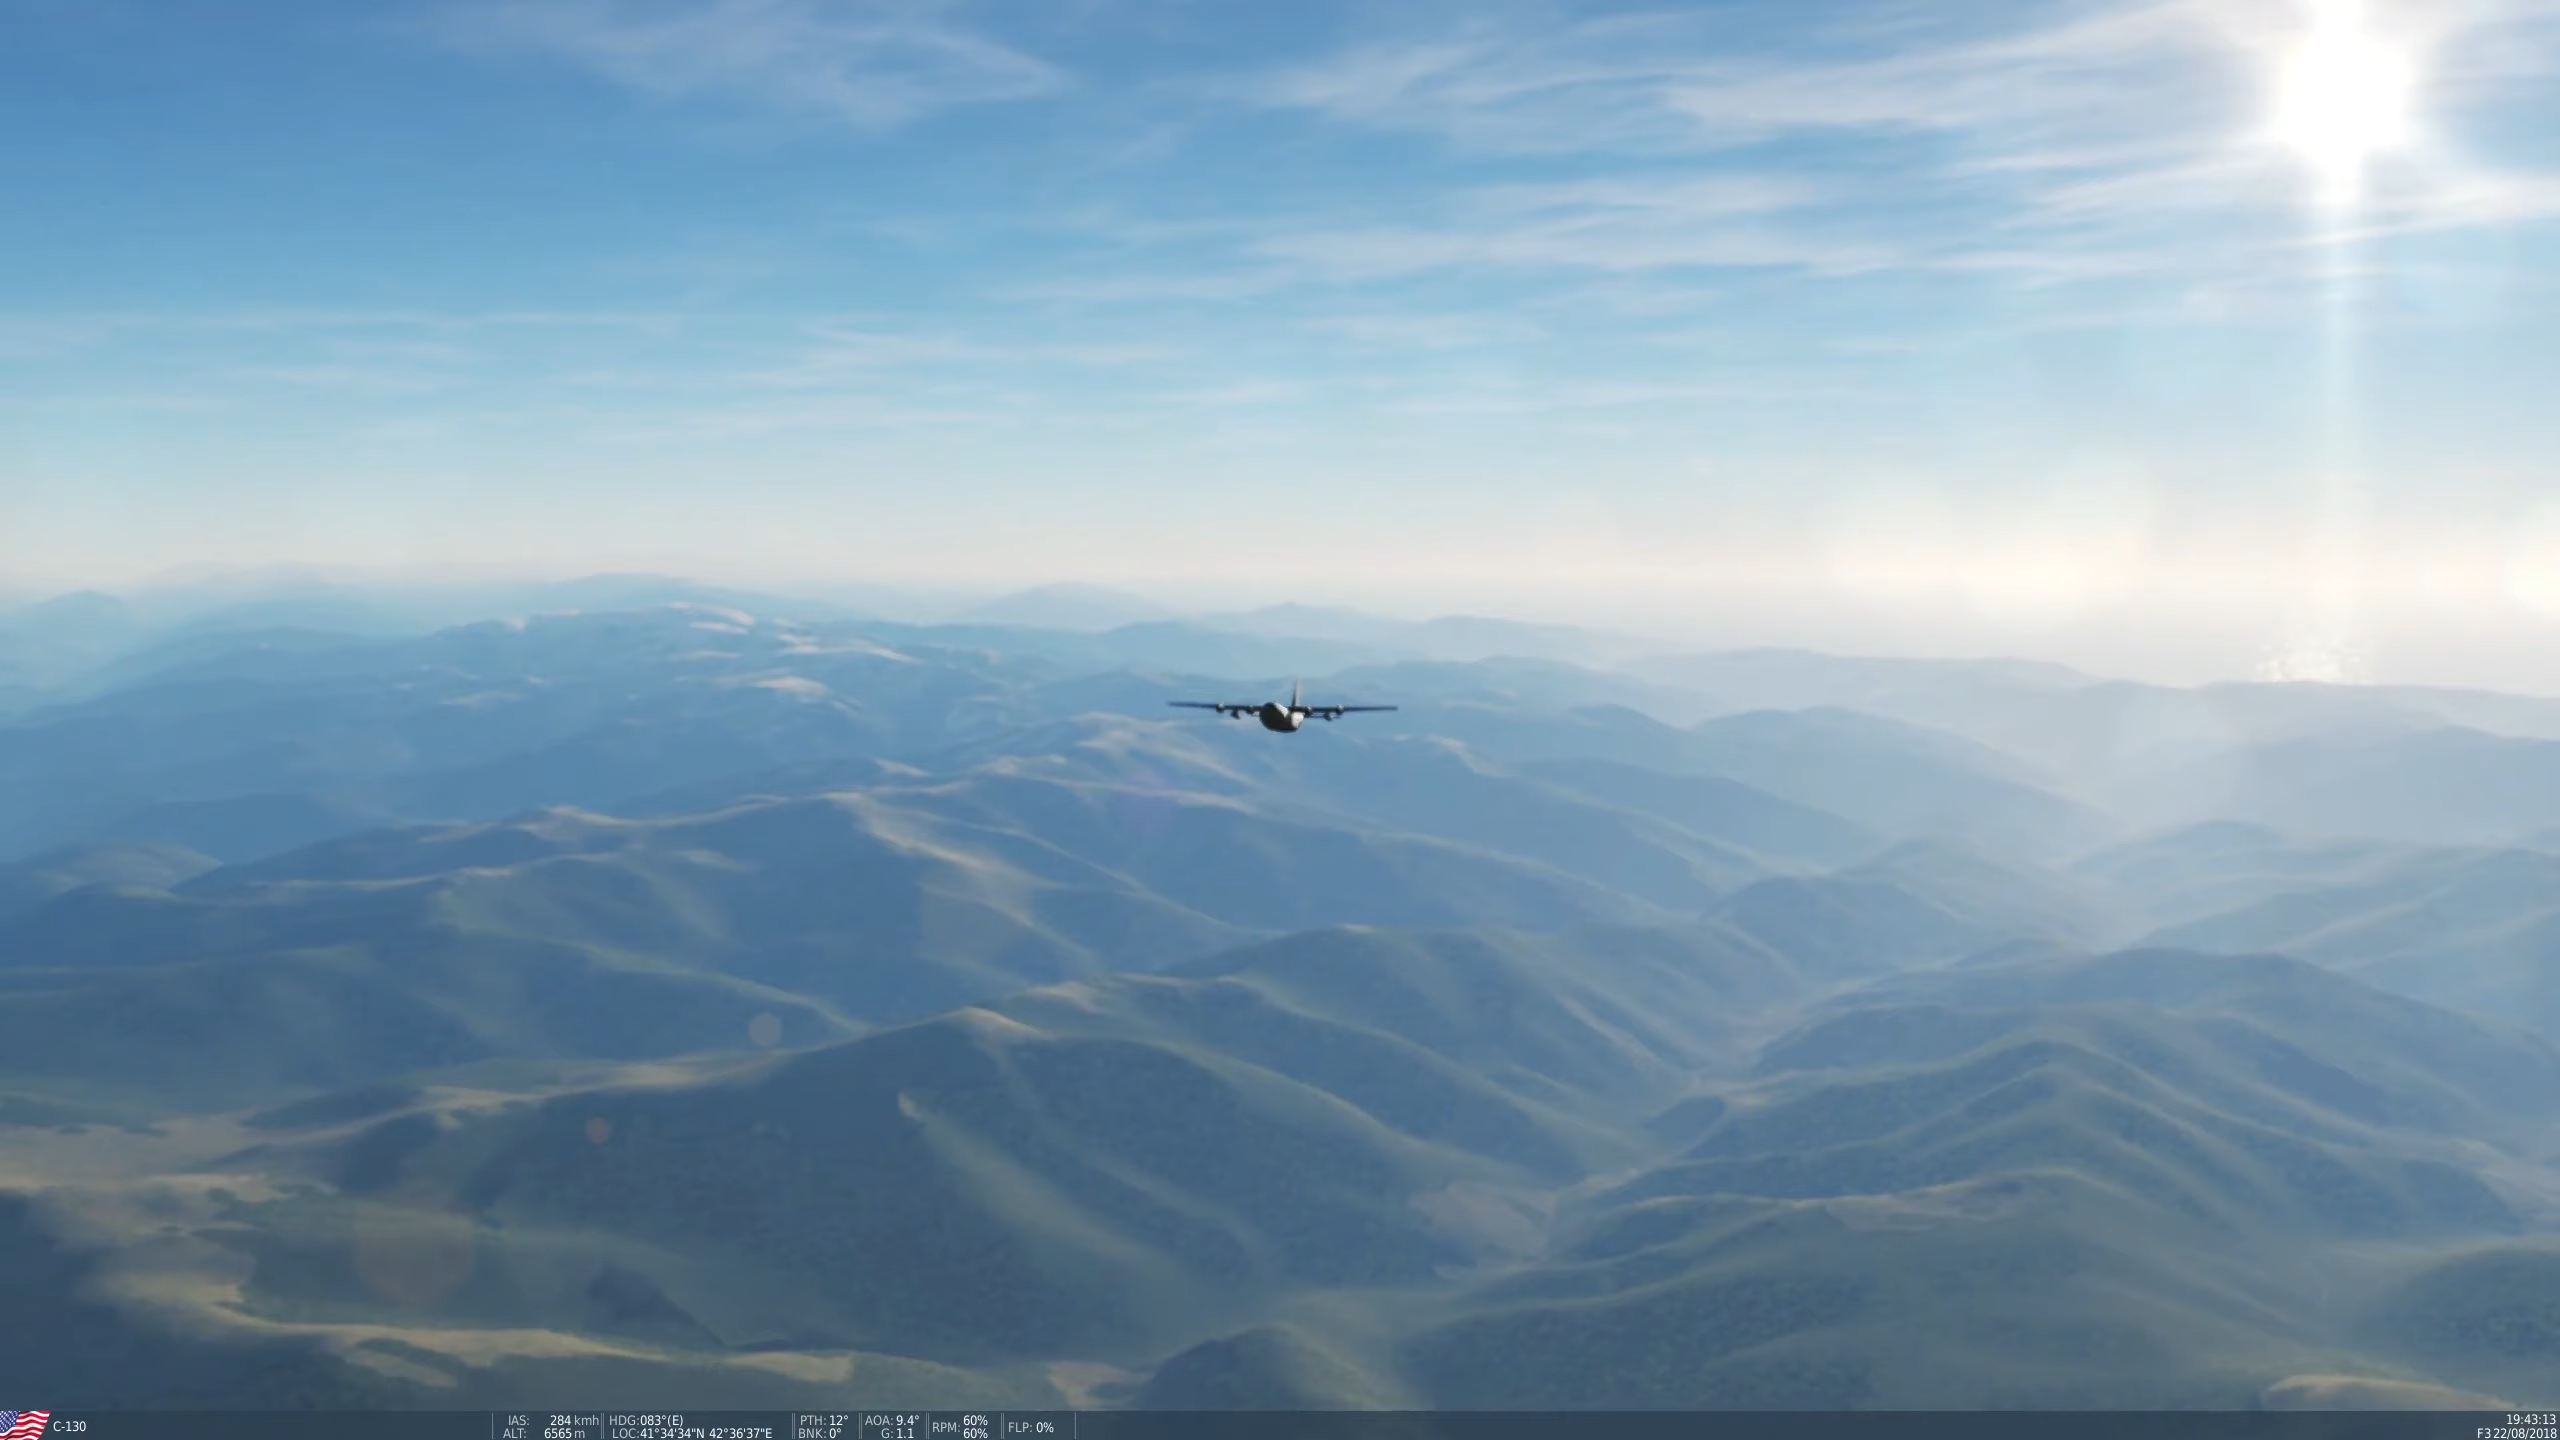 C-130
IAS: 284 kmh HDG:083°(E) PTH: 12° AOA: 9.4° RPM: 60% FLP: 0% 19:43:13
ALT: 6565 m LOC:41°34'34"N 42°36'37"E BNK: 0° G: 1.1 60% F3 22/08/2018